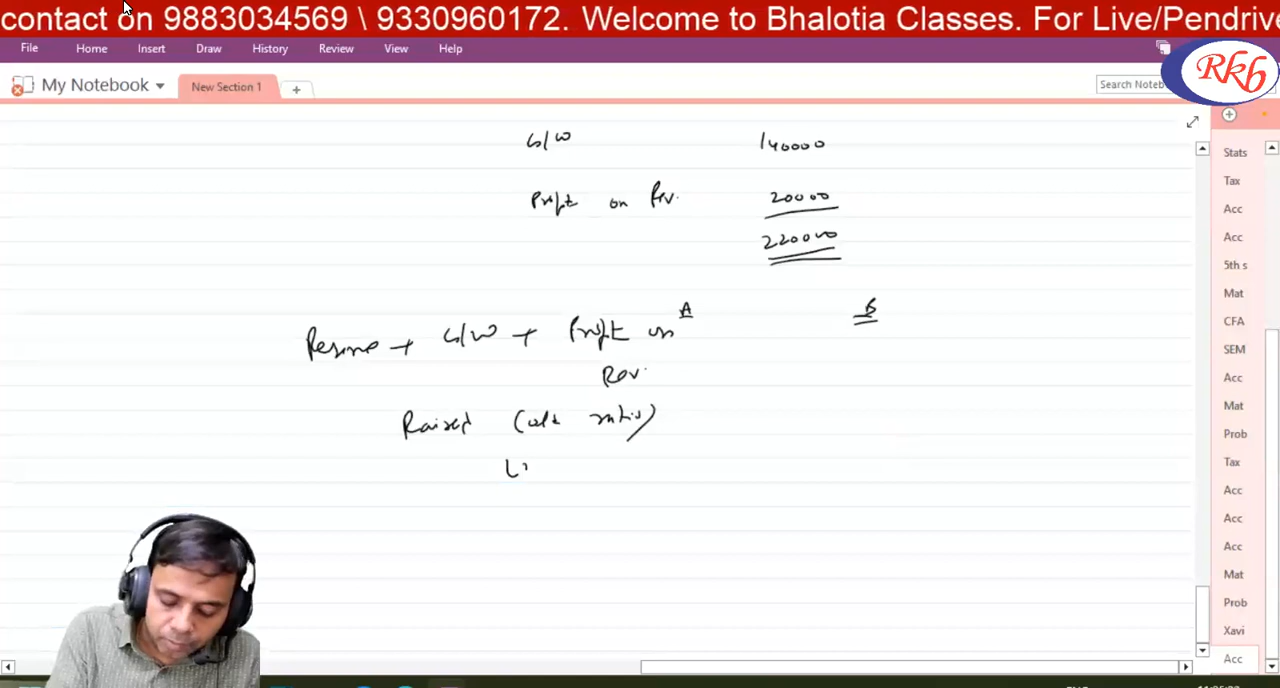 contact on 9883034569 \ 9330960172. Welcome to Bhalotia Classes. For Live/Pendrive
File Home Insert Draw History Review View Help
Rkb
My Notebook New Section 1 + Search Noteb
G/W 140000
Profit on Rev. 20000
220000
A B
Reserve + G/W + Profit on
Rev.
Raised (old ratio)
Stats
Tax
Acc
Acc
5th s
Mat
CFA
SEM
Acc
Mat
Prob
Tax
Acc
Acc
Acc
Mat
Prob
Xavi
Acc